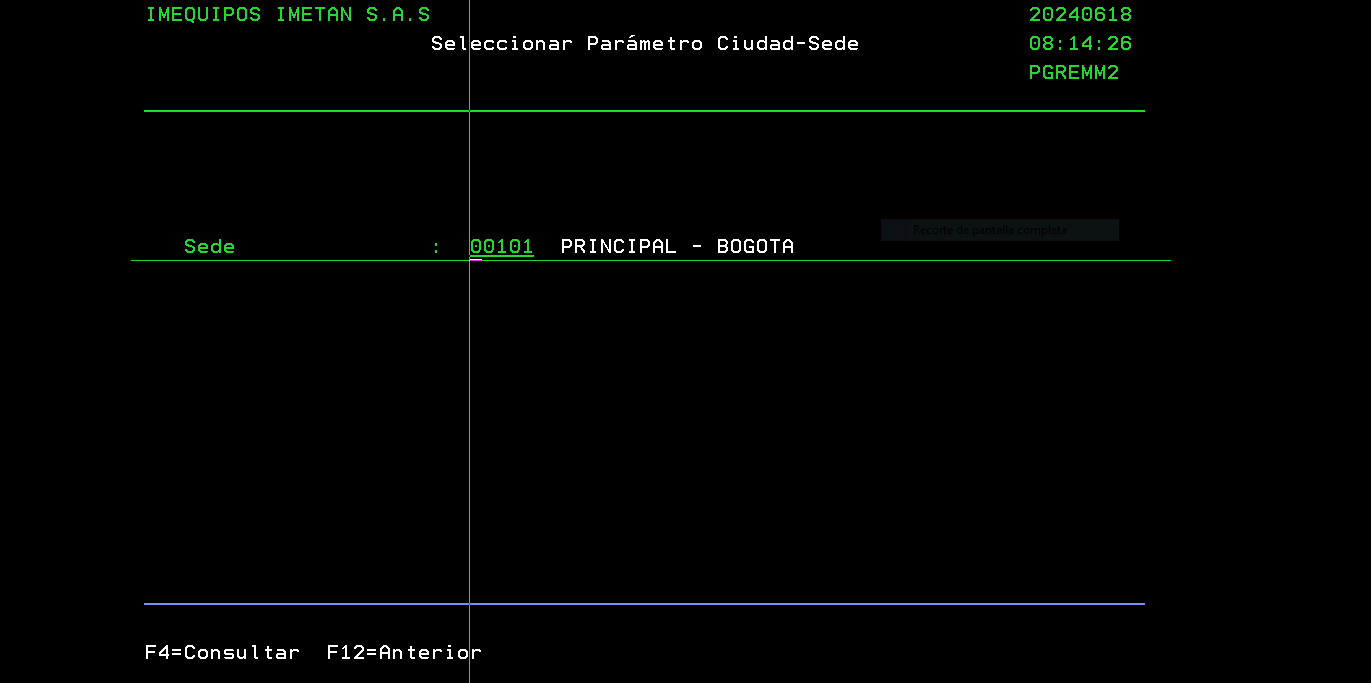 IMEQUIPOS IMETAN S.A.S 20240618
Seleccionar Parámetro Ciudad-Sede 08:14:26
PGREMM2
Recorte de pantalla completa
Sede : 00101 PRINCIPAL - BOGOTA
F4=Consultar F12=Anterior